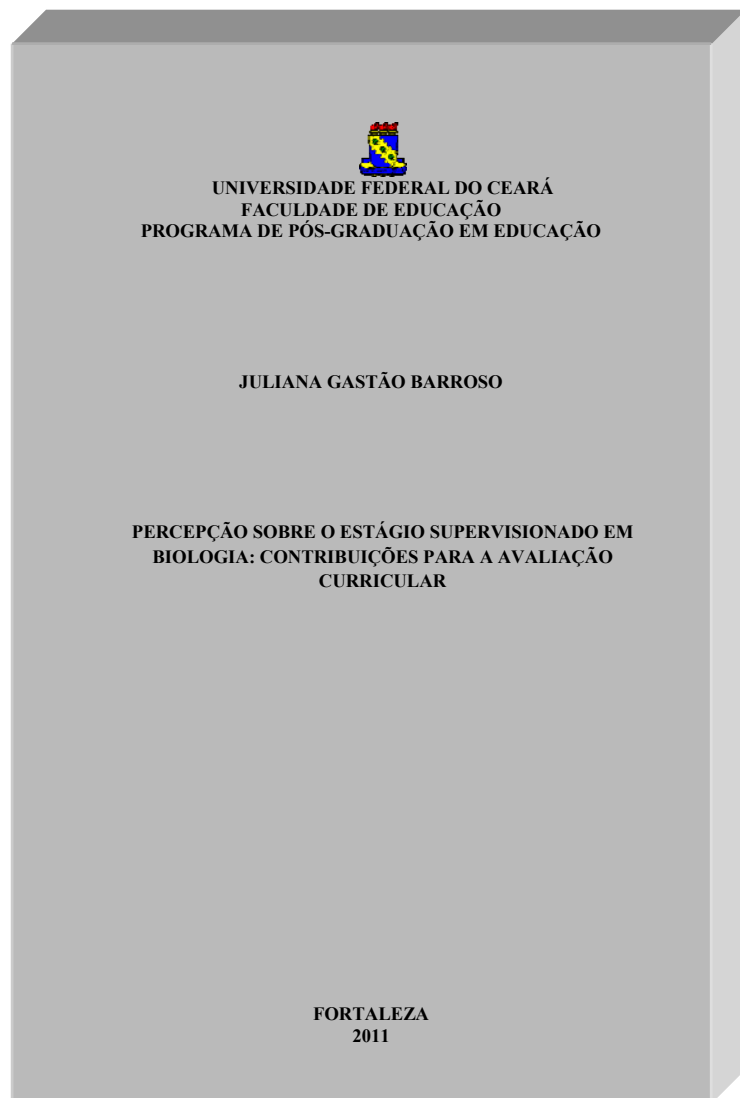 UNIVERSIDADE FEDERAL DO CEARÁ
FACULDADE DE EDUCAÇÃO
PROGRAMA DE PÓS-GRADUAÇÃO EM EDUCAÇÃO
JULIANA GASTÃO BARROSO
PERCEPÇÃO SOBRE O ESTÁGIO SUPERVISIONADO EM
BIOLOGIA: CONTRIBUIÇÕES PARA A AVALIAÇÃO
CURRICULAR
FORTALEZA
2011